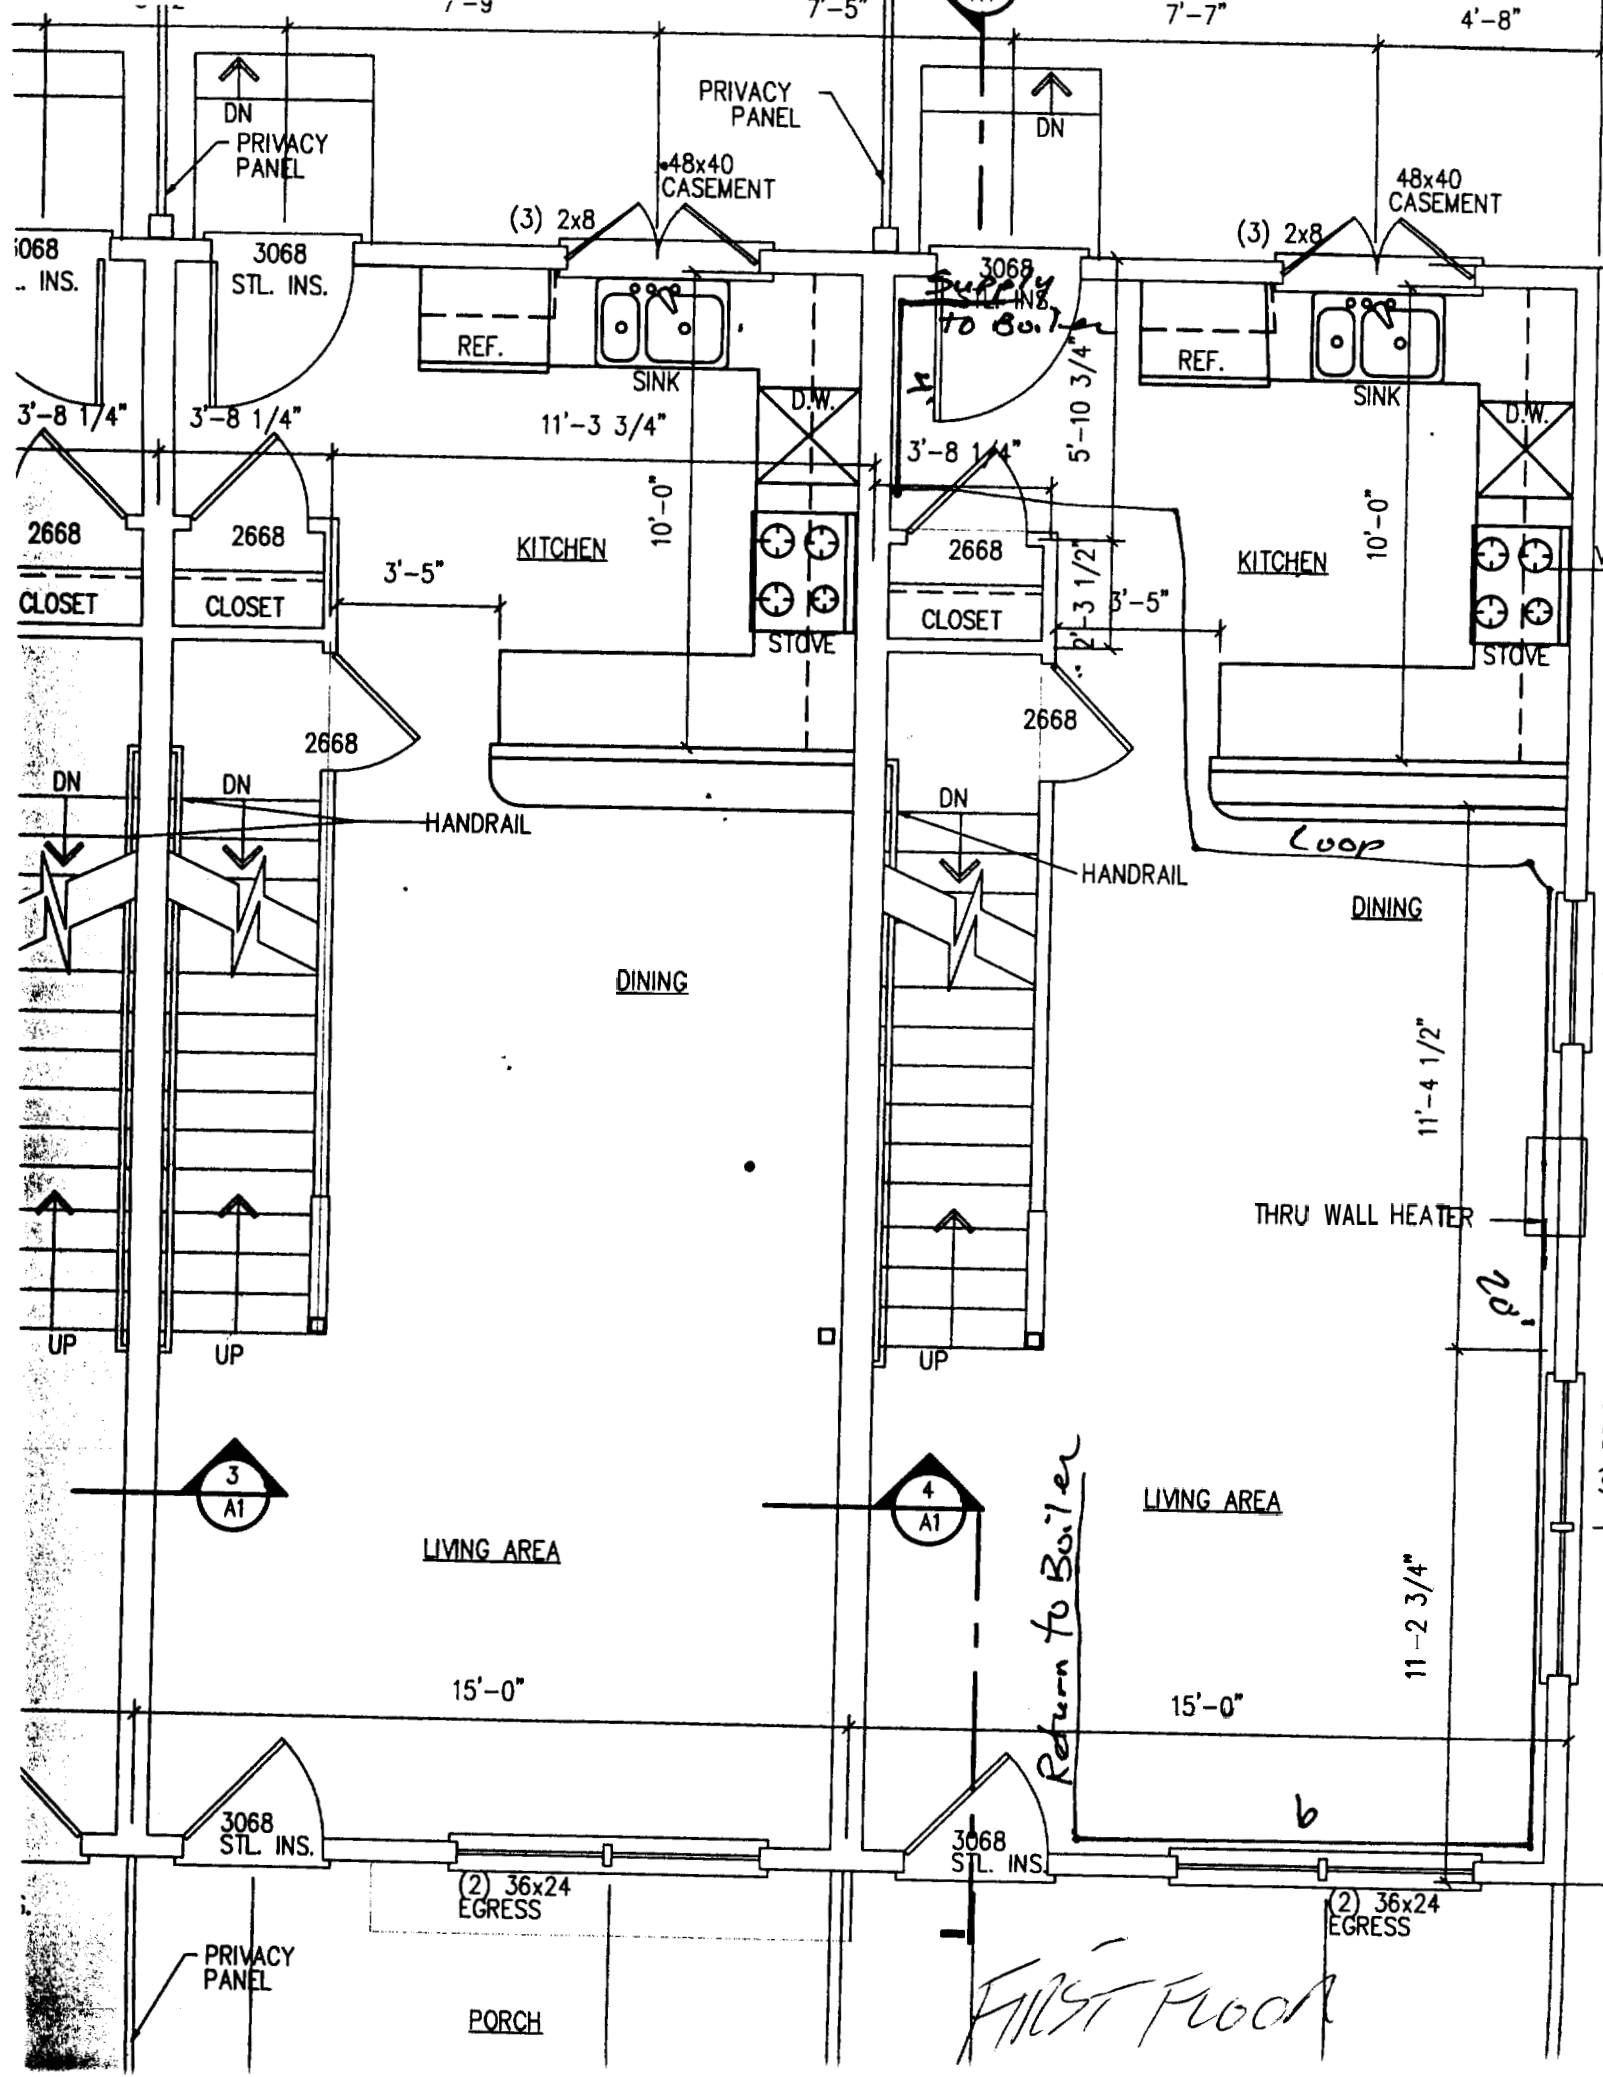 7'-9"
7'-5"
7'-7"
4'-8"
DN
PRIVACY
PANEL
PRIVACY
PANEL
DN
48x40
CASEMENT
48x40
CASEMENT
(3) 2x8
(3) 2x8
3068
STL. INS.
3068
STL. INS.
Supply
to Boiler
REF.
SINK
D.W.
REF.
SINK
D.W.
3'-8 1/4"
3'-8 1/4"
11'-3 3/4"
3'-8 1/4"
5'-10 3/4"
10'-0"
10'-0"
2668
2668
KITCHEN
2668
KITCHEN
3'-5"
2'-3 1/2"
3'-5"
CLOSET
CLOSET
CLOSET
STOVE
STOVE
2668
2668
DN
DN
DN
HANDRAIL
HANDRAIL
Loop
DINING
DINING
11'-4 1/2"
THRU WALL HEATER
UP
UP
UP
3
A1
4
A1
LIVING AREA
LIVING AREA
Return to Boiler
11-2 3/4"
15'-0"
15'-0"
3068
STL. INS.
3068
STL. INS.
(2) 36x24
EGRESS
(2) 36x24
EGRESS
PRIVACY
PANEL
PORCH
FIRST FLOOR